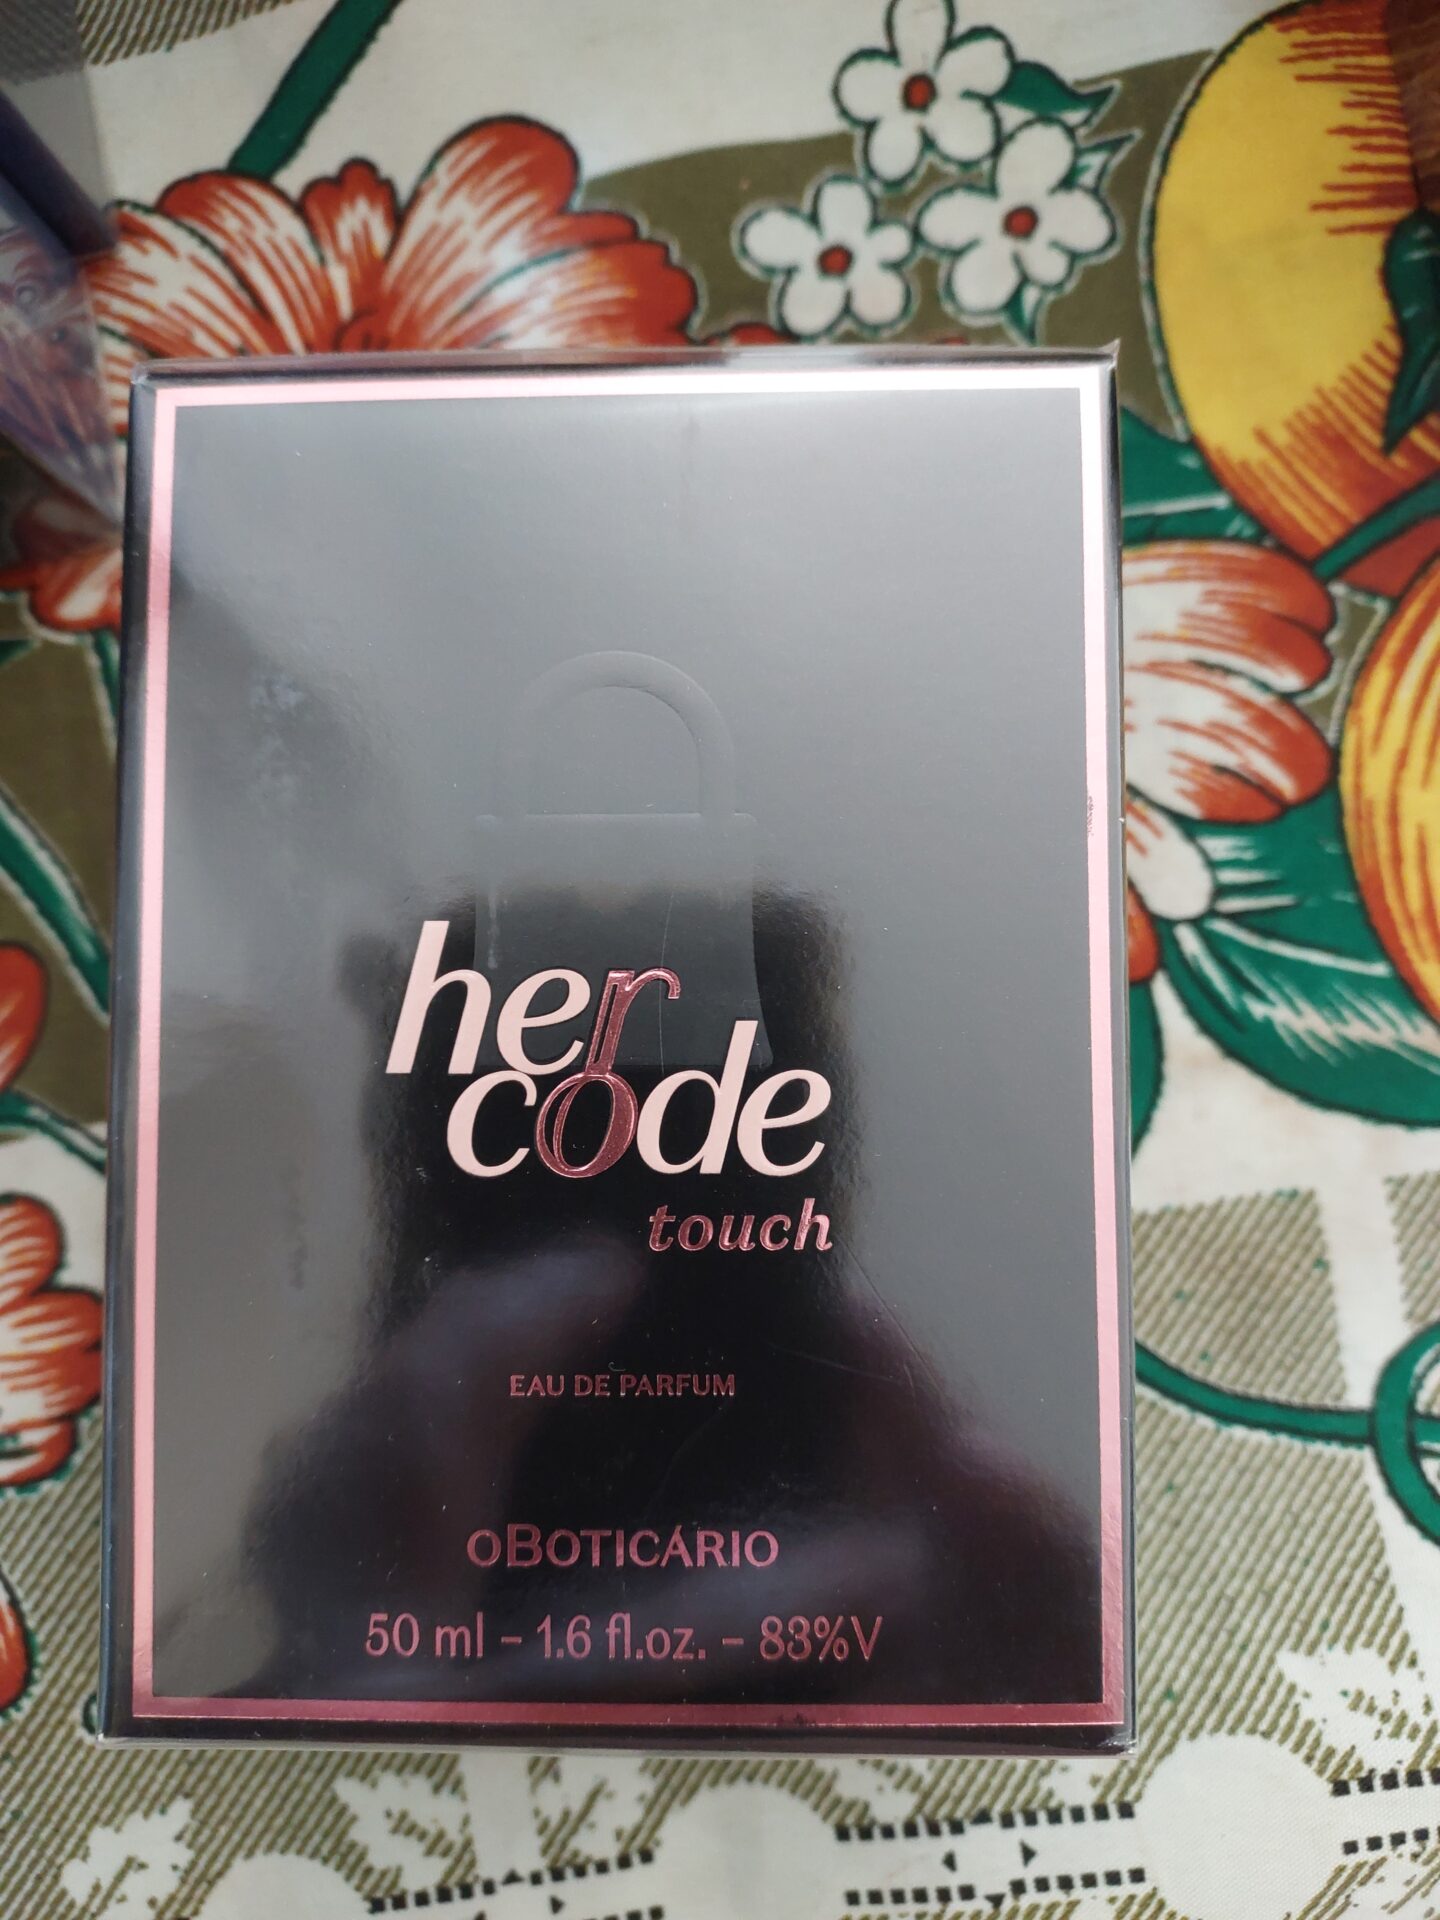 her
code
touch
EAU DE PARFUM
OBOTICÁRIO
50 ml - 1.6 fl.oz. - 83%V